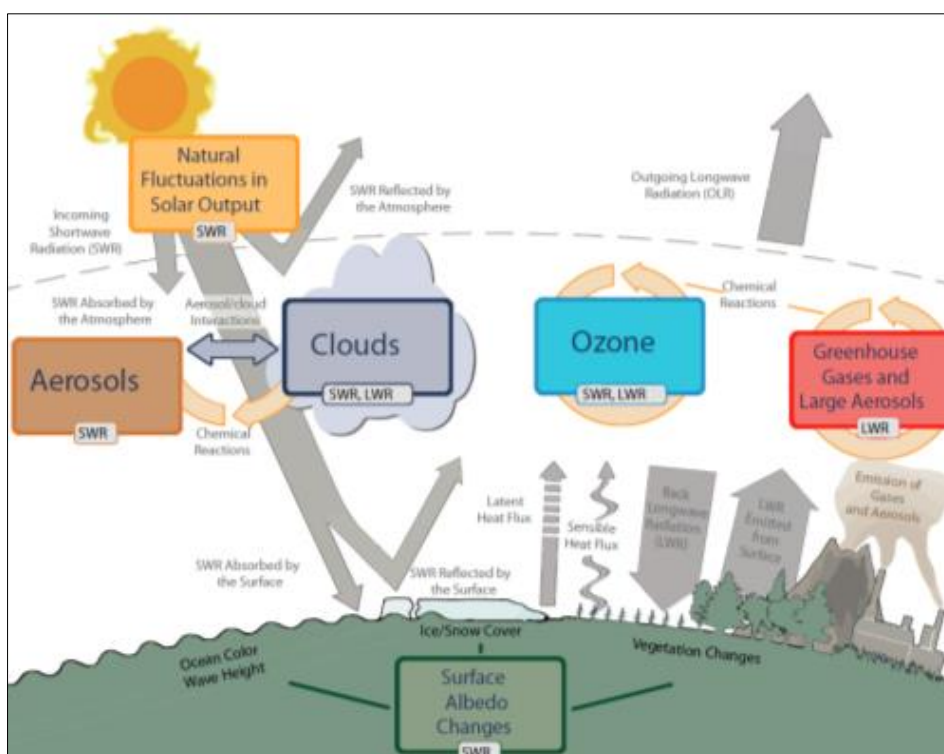 Natural
Fluctuations in
Solar Output
SWR
SWR Reflected by
the Atmosphere
Outgoing Longwave
Radiation (OLR)
Incoming
Shortwave
Radiation (SWR)
SWR Absorbed by
the Atmosphere
Aerosol/cloud
Interactions
Chemical
Reactions
Aerosols
SWR
Clouds
SWR, LWR
Ozone
SWR, LWR
Greenhouse
Gases and
Large Aerosols
LWR
Chemical
Reactions
Latent
Heat Flux
Sensible
Heat Flux
Back
Longwave
Radiation
(LWR)
LWR
Emitted
from
Surface
Emission of
Gases
and Aerosols
SWR Absorbed by
the Surface
SWR Reflected by
the Surface
Ice/Snow Cover
Ocean Color
Wave Height
Vegetation Changes
Surface
Albedo
Changes
SWR